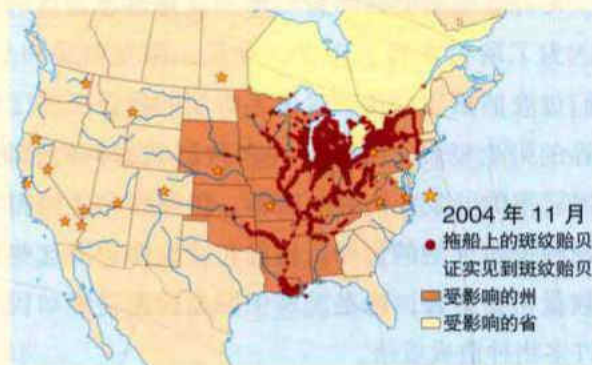 2004 年 11 月
拖船上的斑纹贻贝
证实见到斑纹贻贝
受影响的州
受影响的省